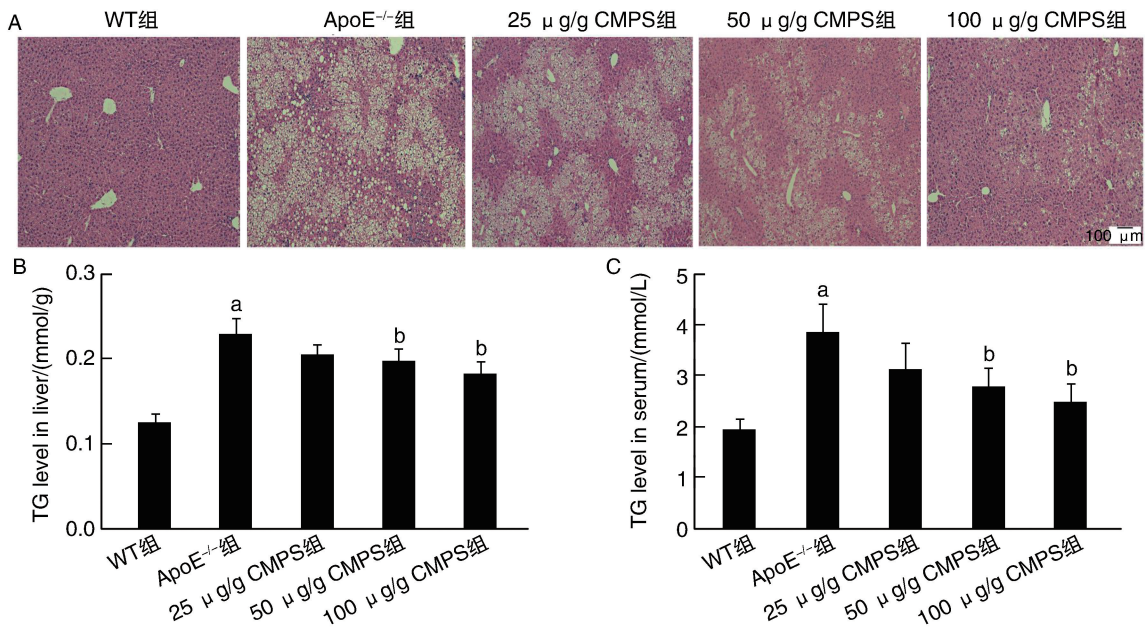 A
WT组
ApoE⁻/⁻组
25 μg/g CMPS组
50 μg/g CMPS组
100 μg/g CMPS组
100 μm
B
TG level in liver/(mmol/g)
0.3
0.2
0.1
0.0
a
b
b
WT组
ApoE⁻/⁻组
25 μg/g CMPS组
50 μg/g CMPS组
100 μg/g CMPS组
C
TG level in serum/(mmol/L)
5
4
3
2
1
0
a
b
b
WT组
ApoE⁻/⁻组
25 μg/g CMPS组
50 μg/g CMPS组
100 μg/g CMPS组